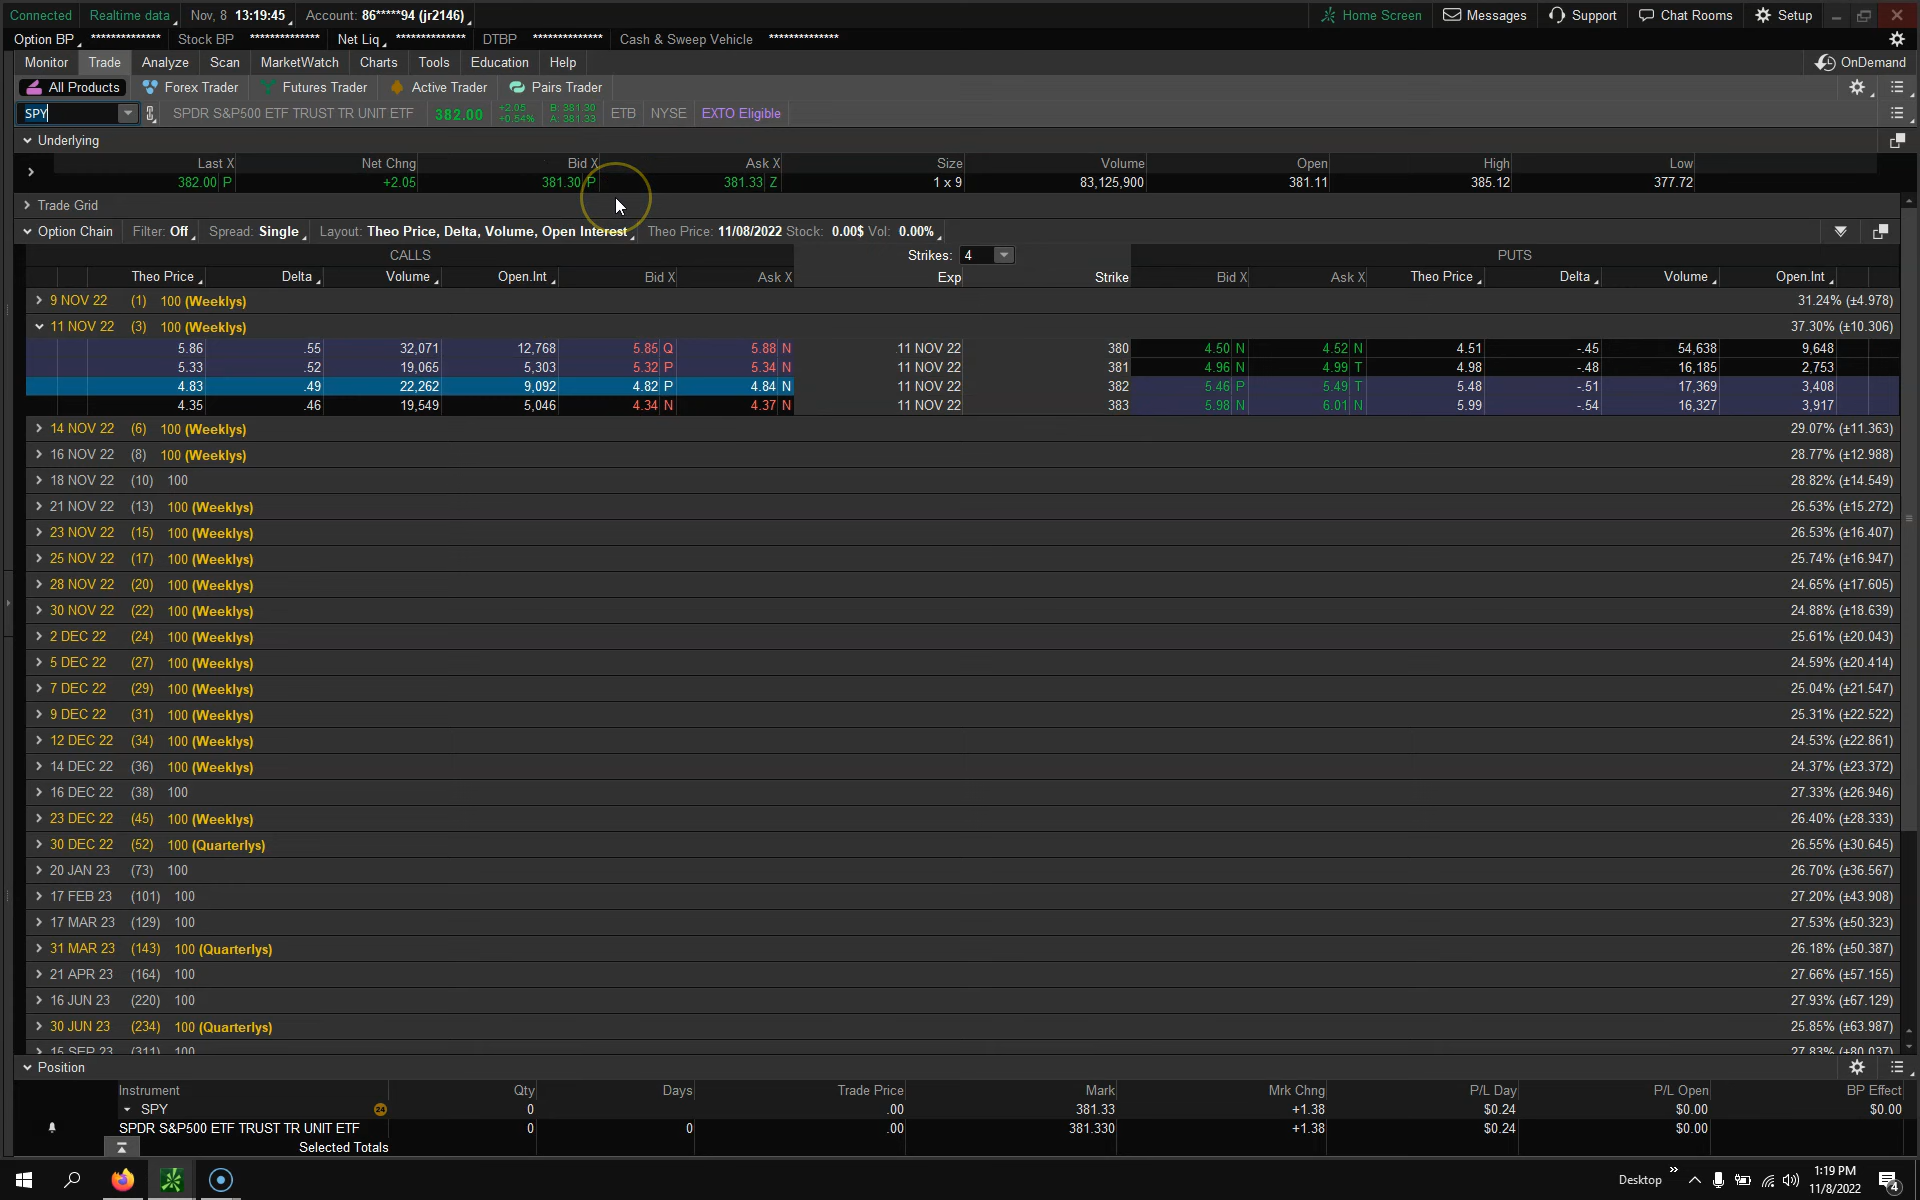 Connected Realtime data Nov, 8 13:19:45 Account: 86*****94 (jr2146) Home Screen Messages Support Chat Rooms Setup
Option BP ************** Stock BP ************** Net Liq ************** DTBP ************** Cash & Sweep Vehicle **************
Monitor Trade Analyze Scan MarketWatch Charts Tools Education Help OnDemand
All Products Forex Trader Futures Trader Active Trader Pairs Trader
SPY SPDR S&P500 ETF TRUST TR UNIT ETF 382.00 +2.05 +0.54% B: 381.30 A: 381.33 ETB NYSE EXTO Eligible
Underlying
Last X Net Chng Bid X Ask X Size Volume Open High Low
382.00 P +2.05 381.30 P 381.33 Z 1 x 9 83,125,900 381.11 385.12 377.72
Trade Grid
Option Chain Filter: Off Spread: Single Layout: Theo Price, Delta, Volume, Open Interest Theo Price: 11/08/2022 Stock: 0.00$ Vol: 0.00%
CALLS Strikes: 4 PUTS
Theo Price Delta Volume Open.Int Bid X Ask X Exp Strike Bid X Ask X Theo Price Delta Volume Open.Int
9 NOV 22 (1) 100 (Weeklys) 31.24% (±4.978)
11 NOV 22 (3) 100 (Weeklys) 37.30% (±10.306)
5.86 .55 32,071 12,768 5.85 Q 5.88 N 11 NOV 22 380 4.50 N 4.52 N 4.51 -.45 54,638 9,648
5.33 .52 19,065 5,303 5.32 P 5.34 N 11 NOV 22 381 4.96 N 4.99 T 4.98 -.48 16,185 2,753
4.83 .49 22,262 9,092 4.82 P 4.84 N 11 NOV 22 382 5.46 P 5.49 T 5.48 -.51 17,369 3,408
4.35 .46 19,549 5,046 4.34 N 4.37 N 11 NOV 22 383 5.98 N 6.01 N 5.99 -.54 16,327 3,917
14 NOV 22 (6) 100 (Weeklys) 29.07% (±11.363)
16 NOV 22 (8) 100 (Weeklys) 28.77% (±12.988)
18 NOV 22 (10) 100 28.82% (±14.549)
21 NOV 22 (13) 100 (Weeklys) 26.53% (±15.272)
23 NOV 22 (15) 100 (Weeklys) 26.53% (±16.407)
25 NOV 22 (17) 100 (Weeklys) 25.74% (±16.947)
28 NOV 22 (20) 100 (Weeklys) 24.65% (±17.605)
30 NOV 22 (22) 100 (Weeklys) 24.88% (±18.639)
2 DEC 22 (24) 100 (Weeklys) 25.61% (±20.043)
5 DEC 22 (27) 100 (Weeklys) 24.59% (±20.414)
7 DEC 22 (29) 100 (Weeklys) 25.04% (±21.547)
9 DEC 22 (31) 100 (Weeklys) 25.31% (±22.522)
12 DEC 22 (34) 100 (Weeklys) 24.53% (±22.861)
14 DEC 22 (36) 100 (Weeklys) 24.37% (±23.372)
16 DEC 22 (38) 100 27.33% (±26.946)
23 DEC 22 (45) 100 (Weeklys) 26.40% (±28.333)
30 DEC 22 (52) 100 (Quarterlys) 26.55% (±30.645)
20 JAN 23 (73) 100 26.70% (±36.567)
17 FEB 23 (101) 100 27.20% (±43.908)
17 MAR 23 (129) 100 27.53% (±50.323)
31 MAR 23 (143) 100 (Quarterlys) 26.18% (±50.387)
21 APR 23 (164) 100 27.66% (±57.155)
16 JUN 23 (220) 100 27.93% (±67.129)
30 JUN 23 (234) 100 (Quarterlys) 25.85% (±63.987)
15 SEP 23 (311) 100 27.83% (±80.037)
Position
Instrument Qty Days Trade Price Mark Mrk Chng P/L Day P/L Open BP Effect
SPY 24 0 .00 381.33 +1.38 $0.24 $0.00 $0.00
SPDR S&P500 ETF TRUST TR UNIT ETF 0 0 .00 381.330 +1.38 $0.24 $0.00
Selected Totals
Desktop 1:19 PM
11/8/2022 4